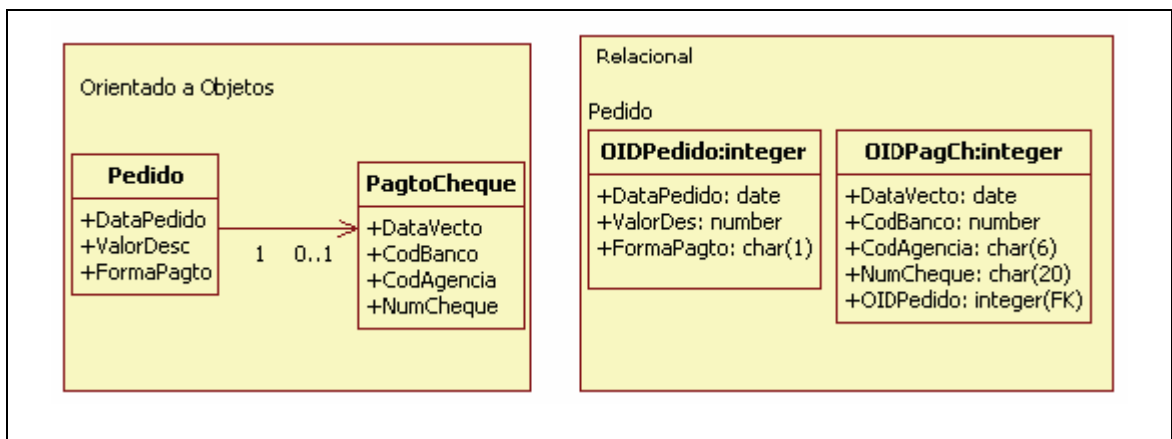 Orientado a Objetos
Pedido
+DataPedido
+ValorDesc
+FormaPagto
1 0..1
PagtoCheque
+DataVecto
+CodBanco
+CodAgencia
+NumCheque
Relacional
Pedido
OIDPedido:integer
+DataPedido: date
+ValorDes: number
+FormaPagto: char(1)
OIDPagCh:integer
+DataVecto: date
+CodBanco: number
+CodAgencia: char(6)
+NumCheque: char(20)
+OIDPedido: integer(FK)